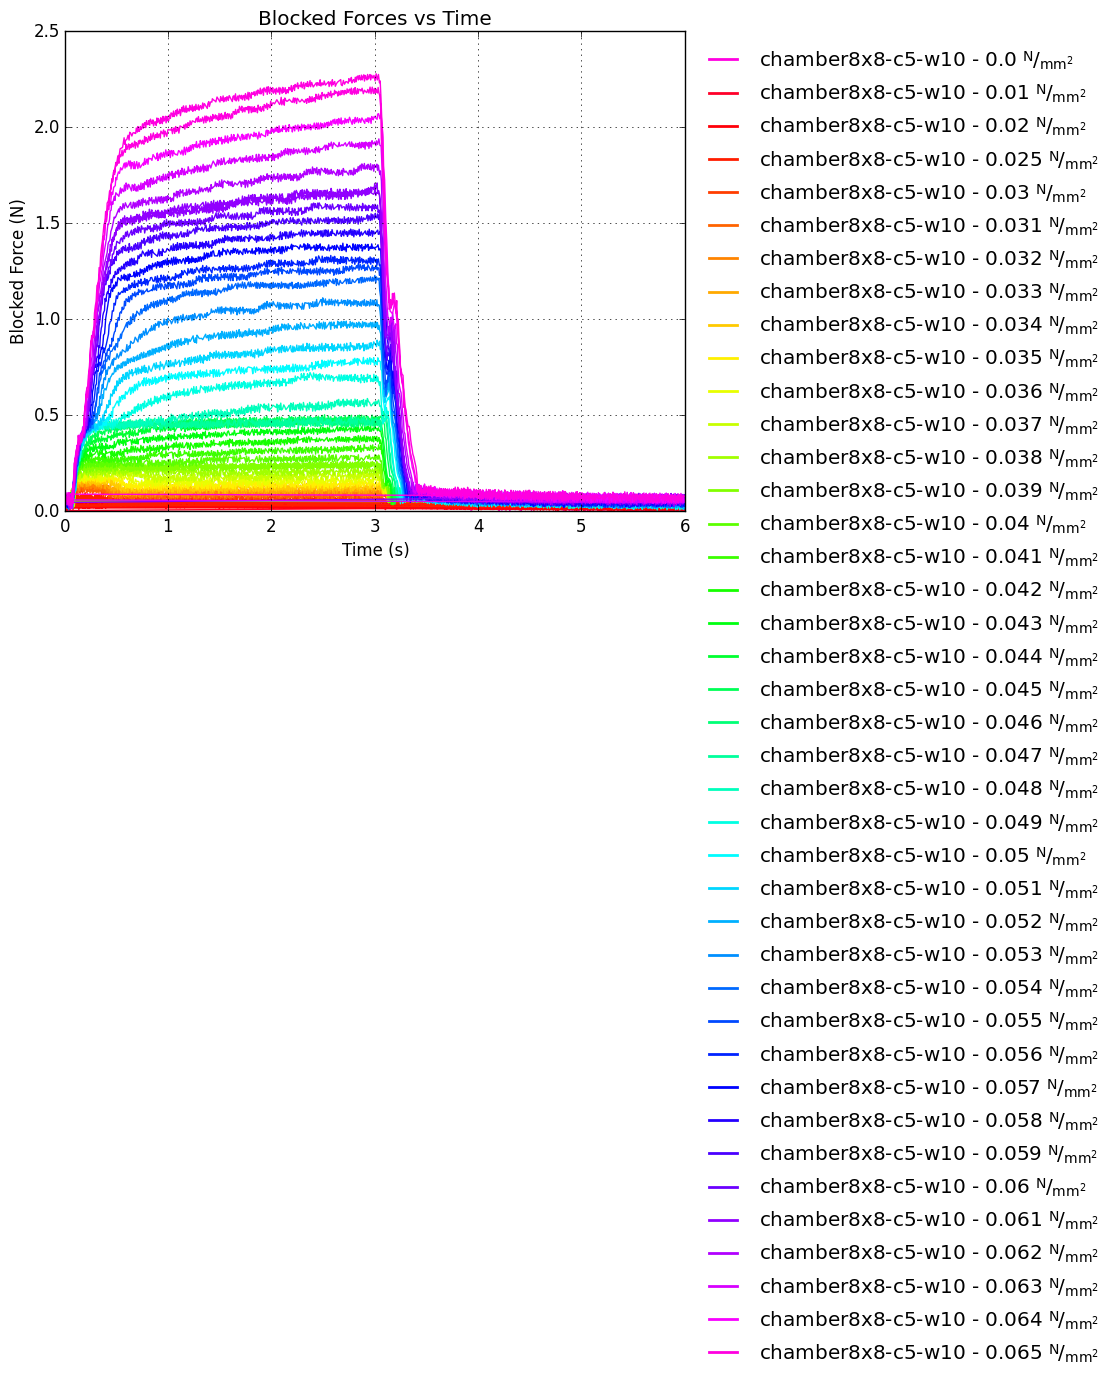 Blocked Forces vs Time
2.5
2.0
1.5
1.0
0.5
0.0
Blocked Force (N)
0 1 2 3 4 5 6
Time (s)
chamber8x8-c5-w10 - 0.0 N/mm²
chamber8x8-c5-w10 - 0.01 N/mm²
chamber8x8-c5-w10 - 0.02 N/mm²
chamber8x8-c5-w10 - 0.025 N/mm²
chamber8x8-c5-w10 - 0.03 N/mm²
chamber8x8-c5-w10 - 0.031 N/mm²
chamber8x8-c5-w10 - 0.032 N/mm²
chamber8x8-c5-w10 - 0.033 N/mm²
chamber8x8-c5-w10 - 0.034 N/mm²
chamber8x8-c5-w10 - 0.035 N/mm²
chamber8x8-c5-w10 - 0.036 N/mm²
chamber8x8-c5-w10 - 0.037 N/mm²
chamber8x8-c5-w10 - 0.038 N/mm²
chamber8x8-c5-w10 - 0.039 N/mm²
chamber8x8-c5-w10 - 0.04 N/mm²
chamber8x8-c5-w10 - 0.041 N/mm²
chamber8x8-c5-w10 - 0.042 N/mm²
chamber8x8-c5-w10 - 0.043 N/mm²
chamber8x8-c5-w10 - 0.044 N/mm²
chamber8x8-c5-w10 - 0.045 N/mm²
chamber8x8-c5-w10 - 0.046 N/mm²
chamber8x8-c5-w10 - 0.047 N/mm²
chamber8x8-c5-w10 - 0.048 N/mm²
chamber8x8-c5-w10 - 0.049 N/mm²
chamber8x8-c5-w10 - 0.05 N/mm²
chamber8x8-c5-w10 - 0.051 N/mm²
chamber8x8-c5-w10 - 0.052 N/mm²
chamber8x8-c5-w10 - 0.053 N/mm²
chamber8x8-c5-w10 - 0.054 N/mm²
chamber8x8-c5-w10 - 0.055 N/mm²
chamber8x8-c5-w10 - 0.056 N/mm²
chamber8x8-c5-w10 - 0.057 N/mm²
chamber8x8-c5-w10 - 0.058 N/mm²
chamber8x8-c5-w10 - 0.059 N/mm²
chamber8x8-c5-w10 - 0.06 N/mm²
chamber8x8-c5-w10 - 0.061 N/mm²
chamber8x8-c5-w10 - 0.062 N/mm²
chamber8x8-c5-w10 - 0.063 N/mm²
chamber8x8-c5-w10 - 0.064 N/mm²
chamber8x8-c5-w10 - 0.065 N/mm²